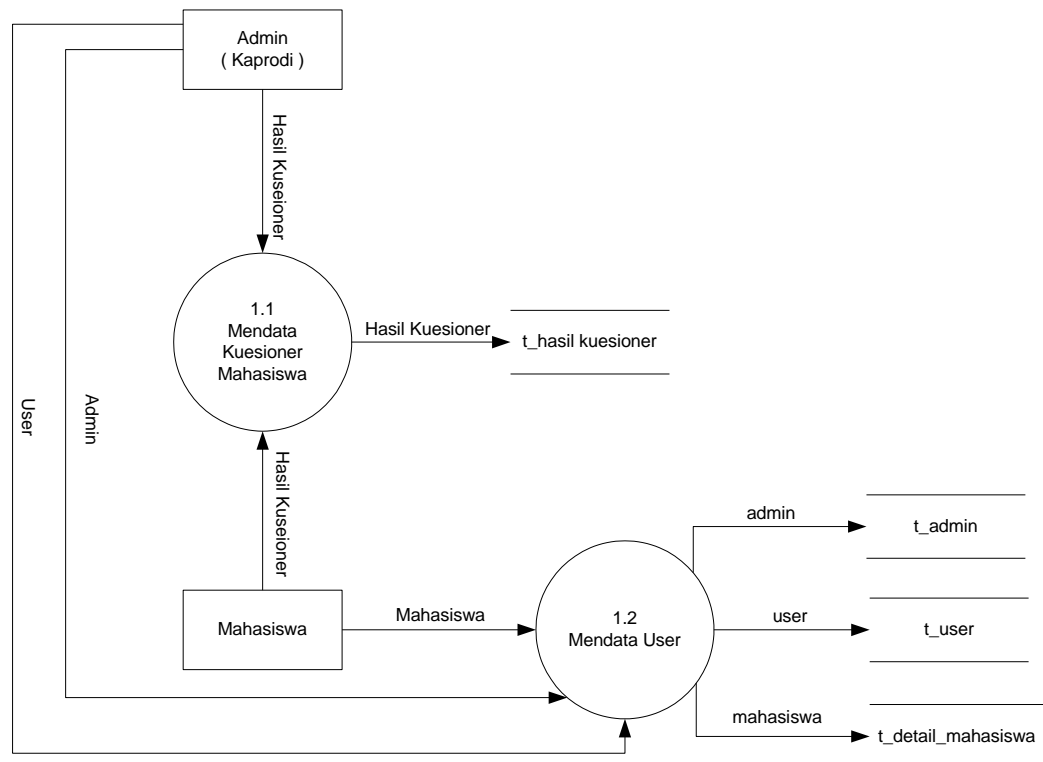 Admin
( Kaprodi )
Hasil Kuseioner
1.1
Mendata
Kuesioner
Mahasiswa
Hasil Kuesioner
t_hasil kuesioner
User
Admin
Hasil Kuseioner
Mahasiswa
Mahasiswa
1.2
Mendata User
admin
t_admin
user
t_user
mahasiswa
t_detail_mahasiswa